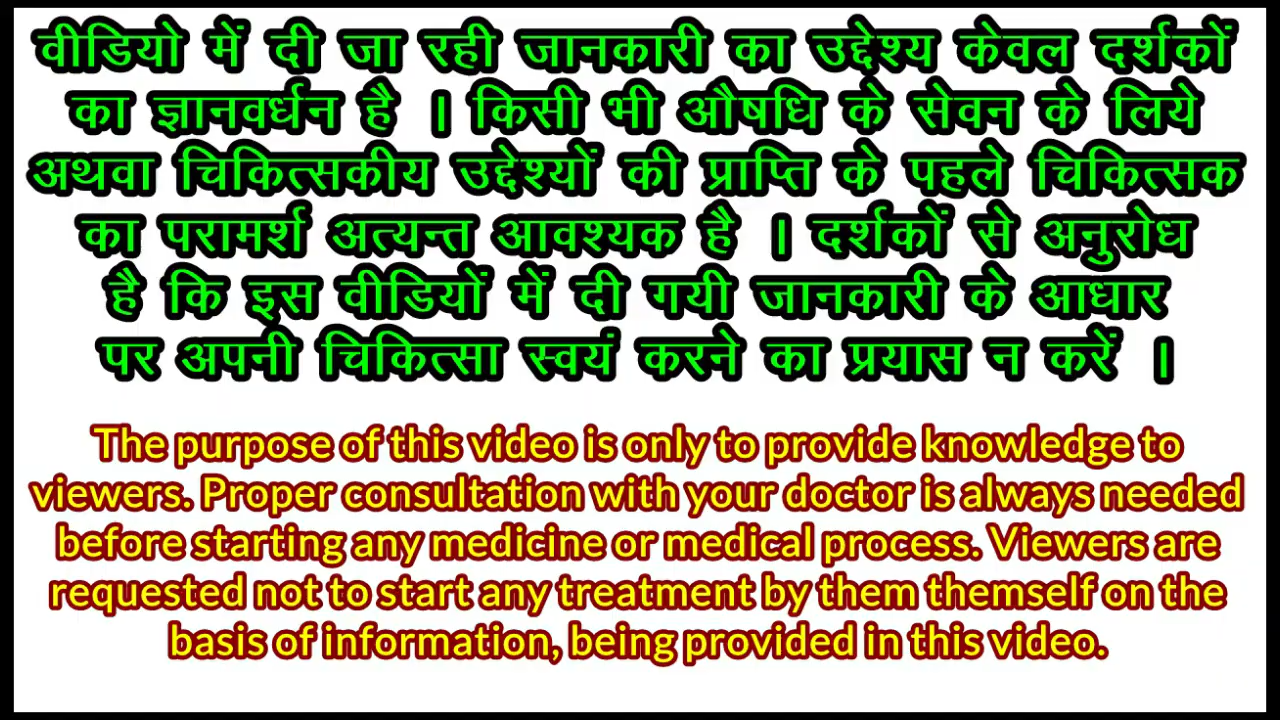 वीडियो में दी जा रही जानकारी का उद्देश्य केवल दर्शकों
का ज्ञानवर्धन है । किसी भी औषधि के सेवन के लिये
अथवा चिकित्सकीय उद्देश्यों की प्राप्ति के पहले चिकित्सक
का परामर्श अत्यन्त आवश्यक है । दर्शकों से अनुरोध
है कि इस वीडियों में दी गयी जानकारी के आधार
पर अपनी चिकित्सा स्वयं करने का प्रयास न करें ।
The purpose of this video is only to provide knowledge to
viewers. Proper consultation with your doctor is always needed
before starting any medicine or medical process. Viewers are
requested not to start any treatment by them themself on the
basis of information, being provided in this video.